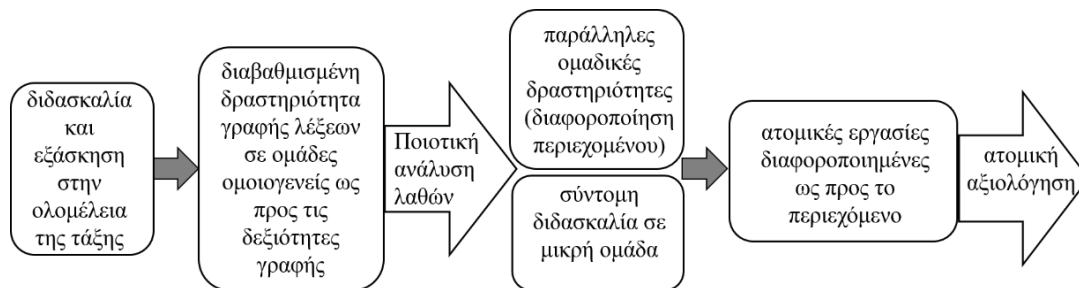 διδασκαλία
και
εξάσκηση
στην
ολομέλεια
της τάξης
διαβαθμισμένη
δραστηριότητα
γραφής λέξεων
σε ομάδες
ομοιογενείς ως
προς τις
δεξιότητες
γραφής
Ποιοτική
ανάλυση
λαθών
παράλληλες
ομαδικές
δραστηριότητες
(διαφοροποίηση
περιεχομένου)
σύντομη
διδασκαλία σε
μικρή ομάδα
ατομικές εργασίες
διαφοροποιημένες
ως προς το
περιεχόμενο
ατομική
αξιολόγηση